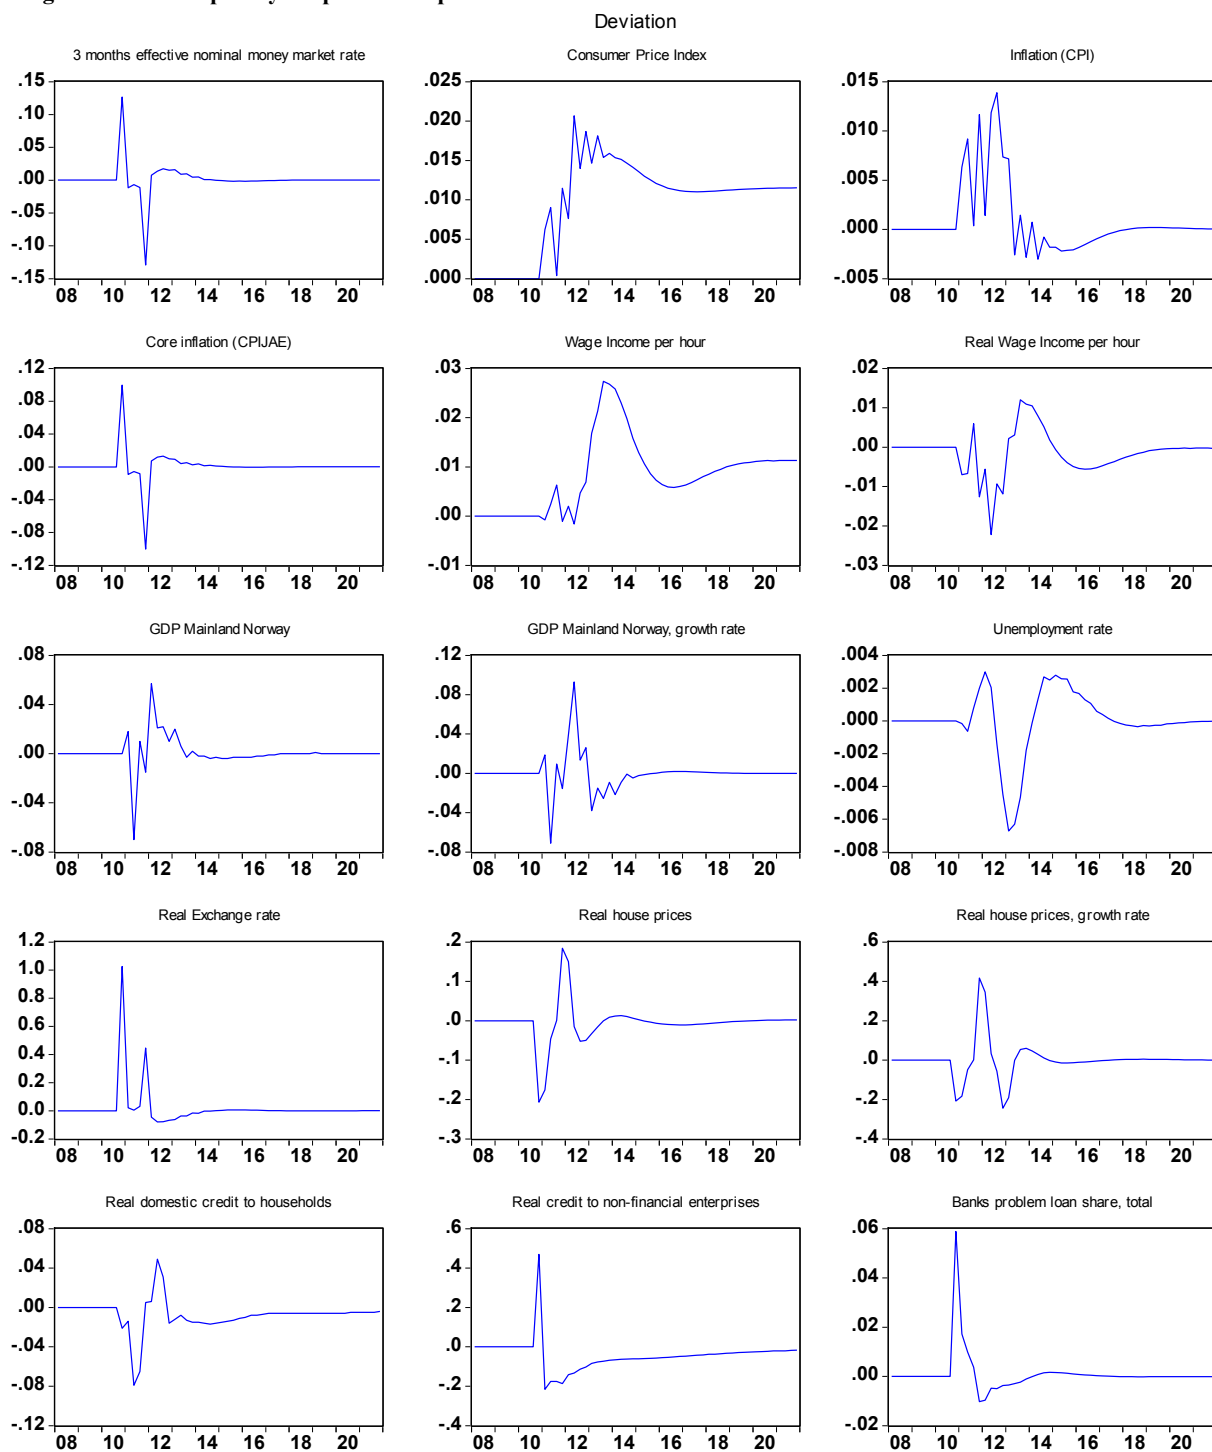 Deviation
3 months effective nominal money market rate
Consumer Price Index
Inflation (CPI)
.15
.10
.05
.00
-.05
-.10
-.15
08 10 12 14 16 18 20
.025
.020
.015
.010
.005
.000
08 10 12 14 16 18 20
.015
.010
.005
.000
-.005
08 10 12 14 16 18 20
Core inflation (CPIJAE)
Wage Income per hour
Real Wage Income per hour
.12
.08
.04
.00
-.04
-.08
-.12
08 10 12 14 16 18 20
.03
.02
.01
.00
-.01
08 10 12 14 16 18 20
.02
.01
.00
-.01
-.02
-.03
08 10 12 14 16 18 20
GDP Mainland Norway
GDP Mainland Norway, growth rate
Unemployment rate
.08
.04
.00
-.04
-.08
08 10 12 14 16 18 20
.12
.08
.04
.00
-.04
-.08
08 10 12 14 16 18 20
.004
.002
.000
-.002
-.004
-.006
-.008
08 10 12 14 16 18 20
Real Exchange rate
Real house prices
Real house prices, growth rate
1.2
1.0
0.8
0.6
0.4
0.2
0.0
-0.2
08 10 12 14 16 18 20
.2
.1
.0
-.1
-.2
-.3
08 10 12 14 16 18 20
.6
.4
.2
.0
-.2
-.4
08 10 12 14 16 18 20
Real domestic credit to households
Real credit to non-financial enterprises
Banks problem loan share, total
.08
.04
.00
-.04
-.08
-.12
08 10 12 14 16 18 20
.6
.4
.2
.0
-.2
-.4
08 10 12 14 16 18 20
.06
.04
.02
.00
-.02
08 10 12 14 16 18 20